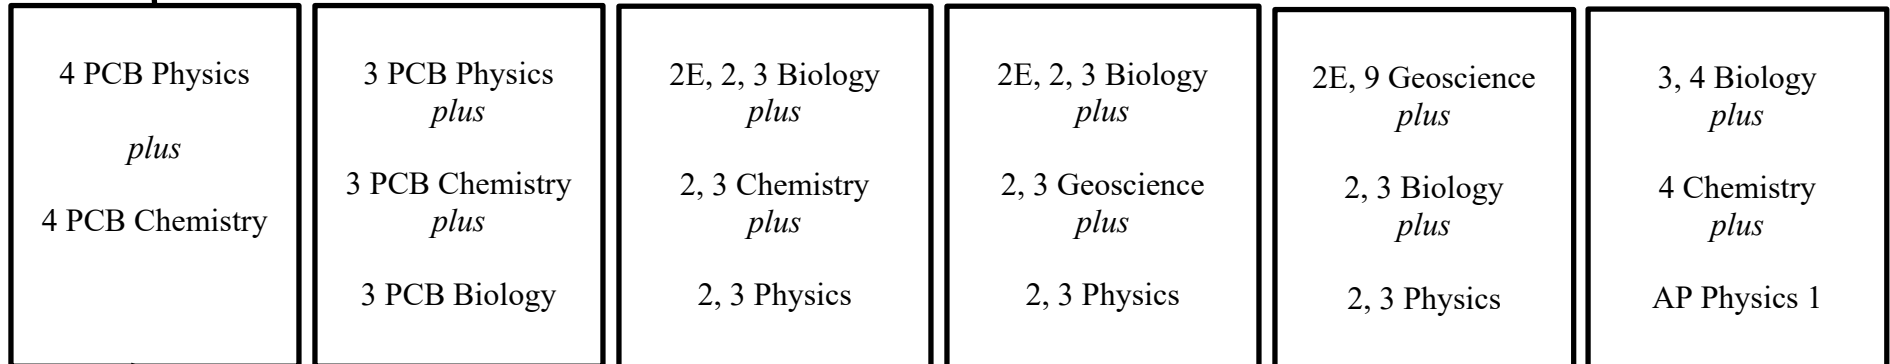 4 PCB Physics
plus
4 PCB Chemistry
3 PCB Physics
plus
3 PCB Chemistry
plus
3 PCB Biology
2E, 2, 3 Biology
plus
2, 3 Chemistry
plus
2, 3 Physics
2E, 2, 3 Biology
plus
2, 3 Geoscience
plus
2, 3 Physics
2E, 9 Geoscience
plus
2, 3 Biology
plus
2, 3 Physics
3, 4 Biology
plus
4 Chemistry
plus
AP Physics 1